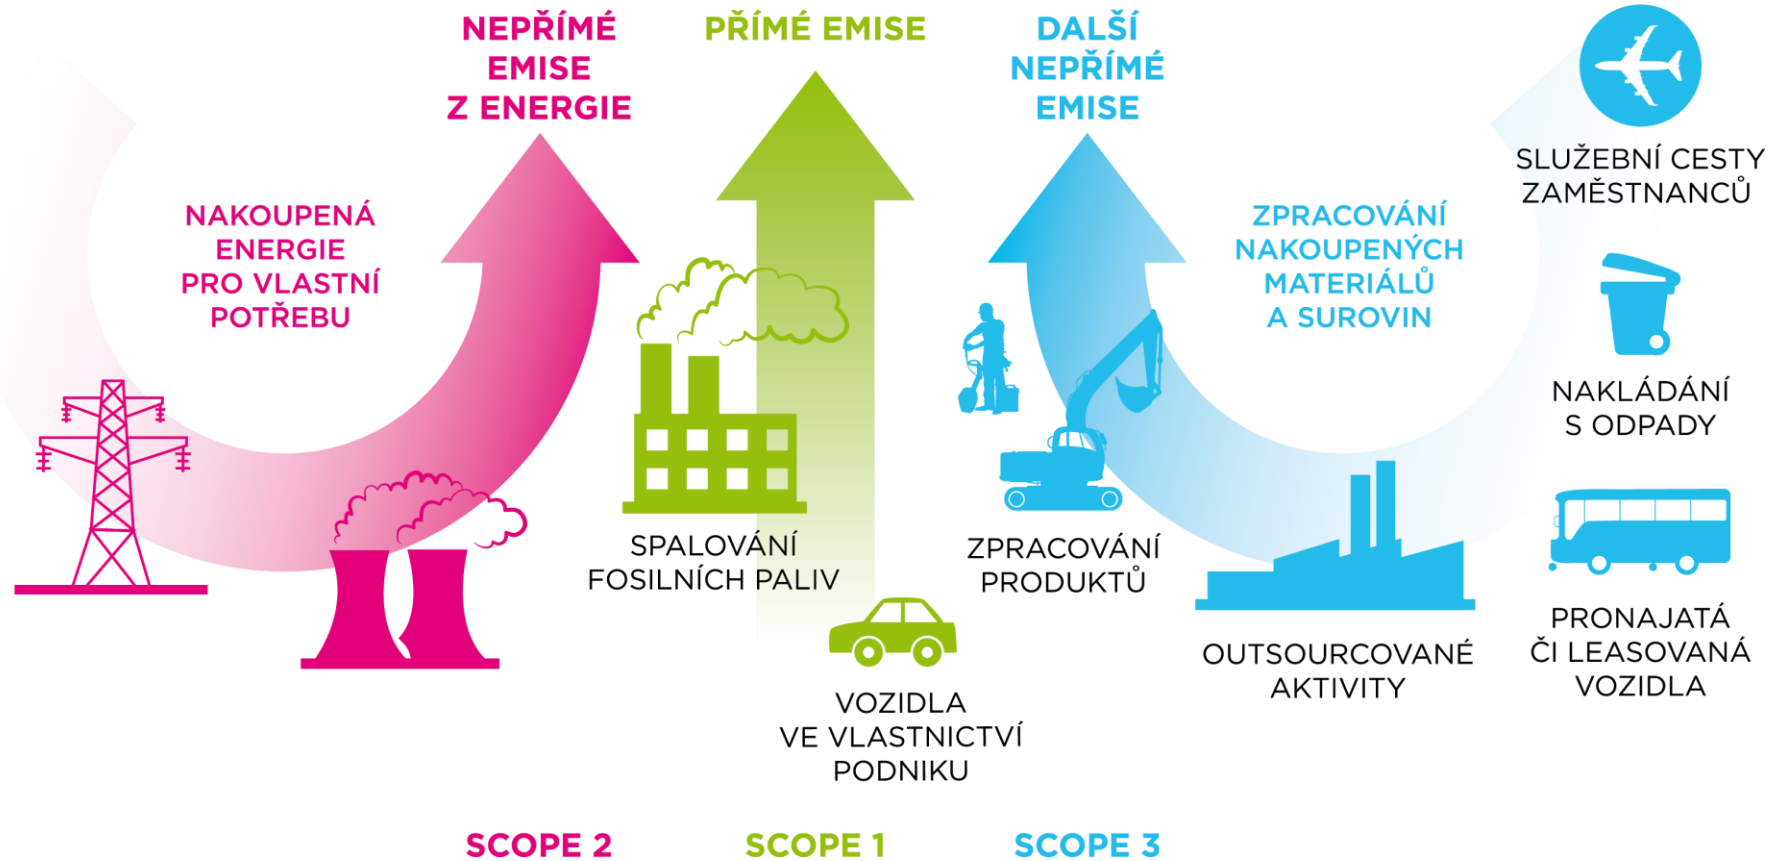 NEPŘÍMÉ
EMISE
Z ENERGIE
PŘÍMÉ EMISE
DALŠÍ
NEPŘÍMÉ
EMISE
SLUŽEBNÍ CESTY
ZAMĚSTNANCŮ
NAKOUPENÁ
ENERGIE
PRO VLASTNÍ
POTŘEBU
ZPRACOVÁNÍ
NAKOUPENÝCH
MATERIÁLŮ
A SUROVIN
NAKLÁDÁNÍ
S ODPADY
SPALOVÁNÍ
FOSILNÍCH PALIV
ZPRACOVÁNÍ
PRODUKTŮ
OUTSOURCOVANÉ
AKTIVITY
PRONAJATÁ
ČI LEASOVANÁ
VOZIDLA
VOZIDLA
VE VLASTNICTVÍ
PODNIKU
SCOPE 2
SCOPE 1
SCOPE 3